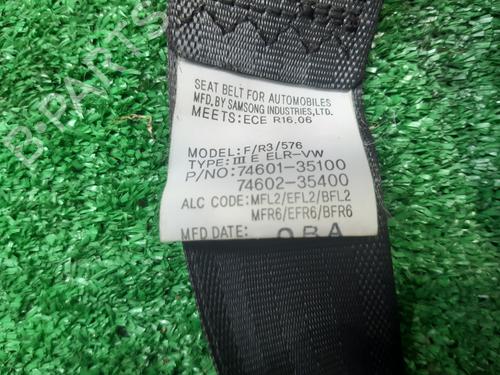 SEAT BELT FOR AUTOMOBILES
MFD. BY SAMSONG INDUSTRIES, LTD.
MEETS: ECE R16.06
MODEL: F/R3/576
TYPE: III E ELR-VW
P/NO: 74601-35100
74602-35400
ALC CODE: MFL2/EFL2/BFL2
MFR6/EFR6/BFR6
MFD DATE:
B-Parts